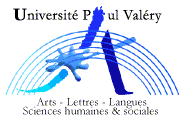 Université Paul Valéry
Arts - Lettres - Langues
Sciences humaines & sociales